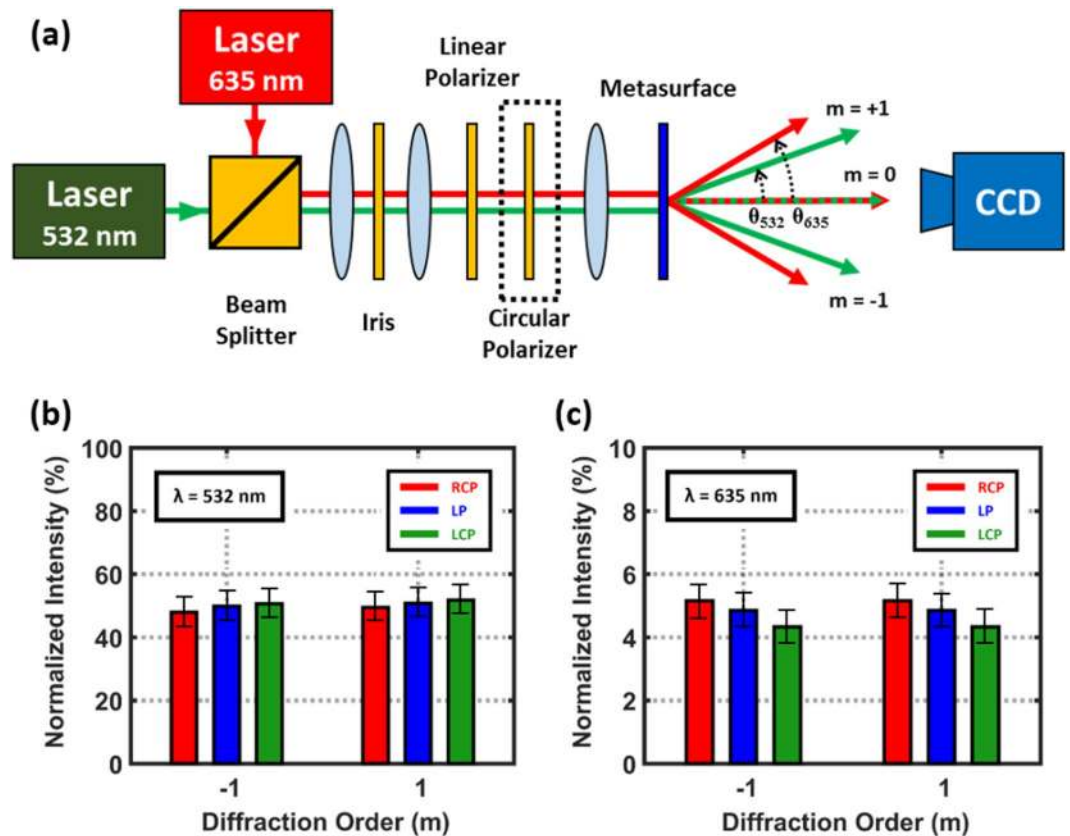 (a)
Laser
635 nm
Laser
532 nm
Beam
Splitter
Iris
Linear
Polarizer
Circular
Polarizer
Metasurface
m = +1
m = 0
m = -1
θ532
θ635
CCD
(b)
Normalized Intensity (%)
100
80
60
40
20
0
λ = 532 nm
RCP
LP
LCP
-1
1
Diffraction Order (m)
(c)
Normalized Intensity (%)
10
8
6
4
2
0
λ = 635 nm
RCP
LP
LCP
-1
1
Diffraction Order (m)